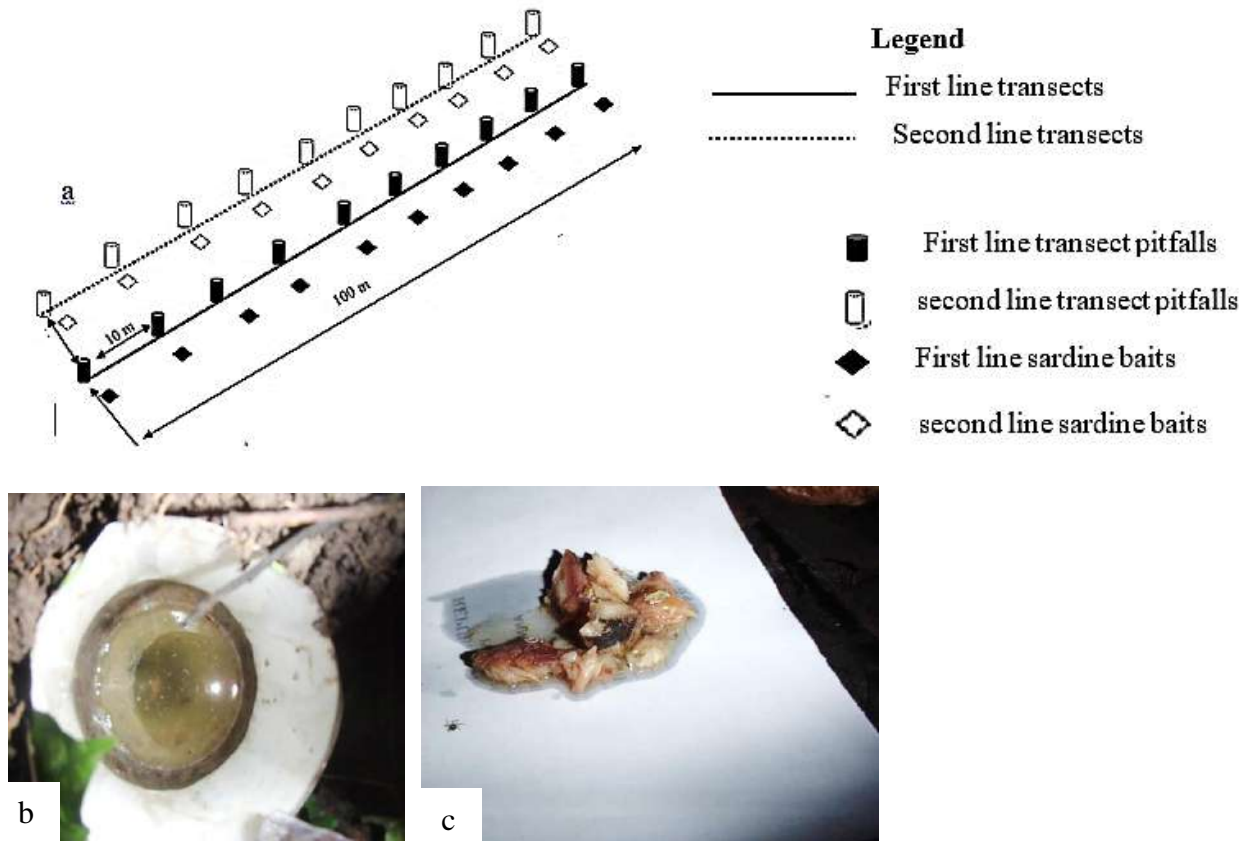 a
10 m
100 m
Legend
First line transects
Second line transects
First line transect pitfalls
second line transect pitfalls
First line sardine baits
second line sardine baits
b
c